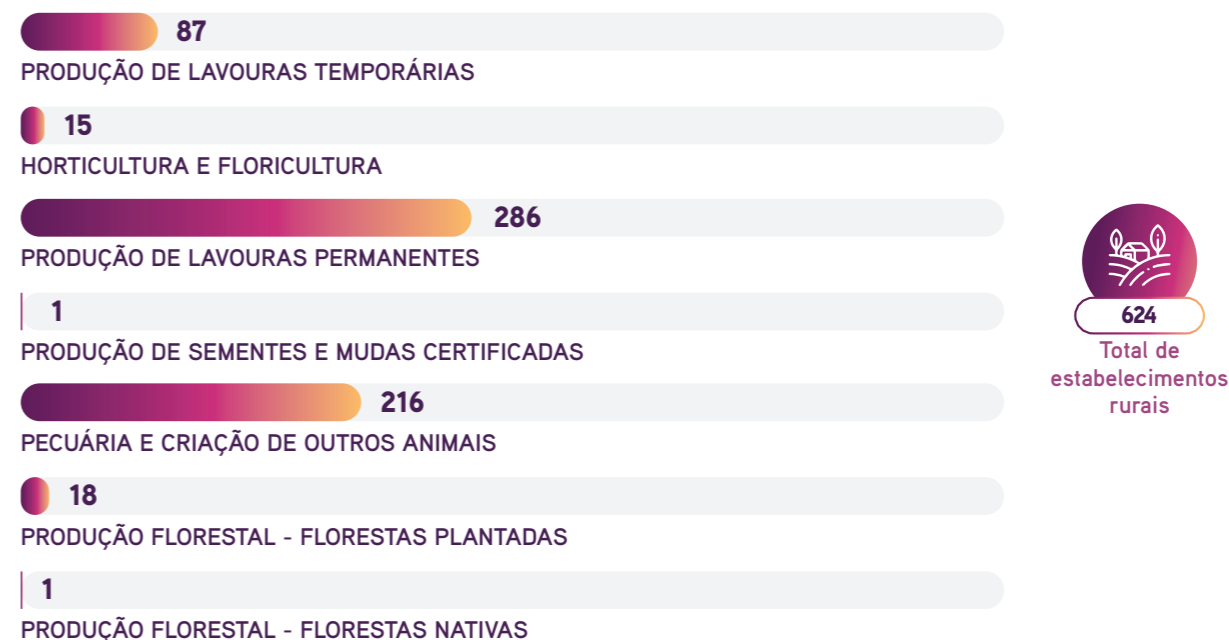 87
PRODUÇÃO DE LAVOURAS TEMPORÁRIAS
15
HORTICULTURA E FLORICULTURA
286
PRODUÇÃO DE LAVOURAS PERMANENTES
1
PRODUÇÃO DE SEMENTES E MUDAS CERTIFICADAS
216
PECUÁRIA E CRIAÇÃO DE OUTROS ANIMAIS
18
PRODUÇÃO FLORESTAL - FLORESTAS PLANTADAS
1
PRODUÇÃO FLORESTAL - FLORESTAS NATIVAS
624
Total de
estabelecimentos
rurais